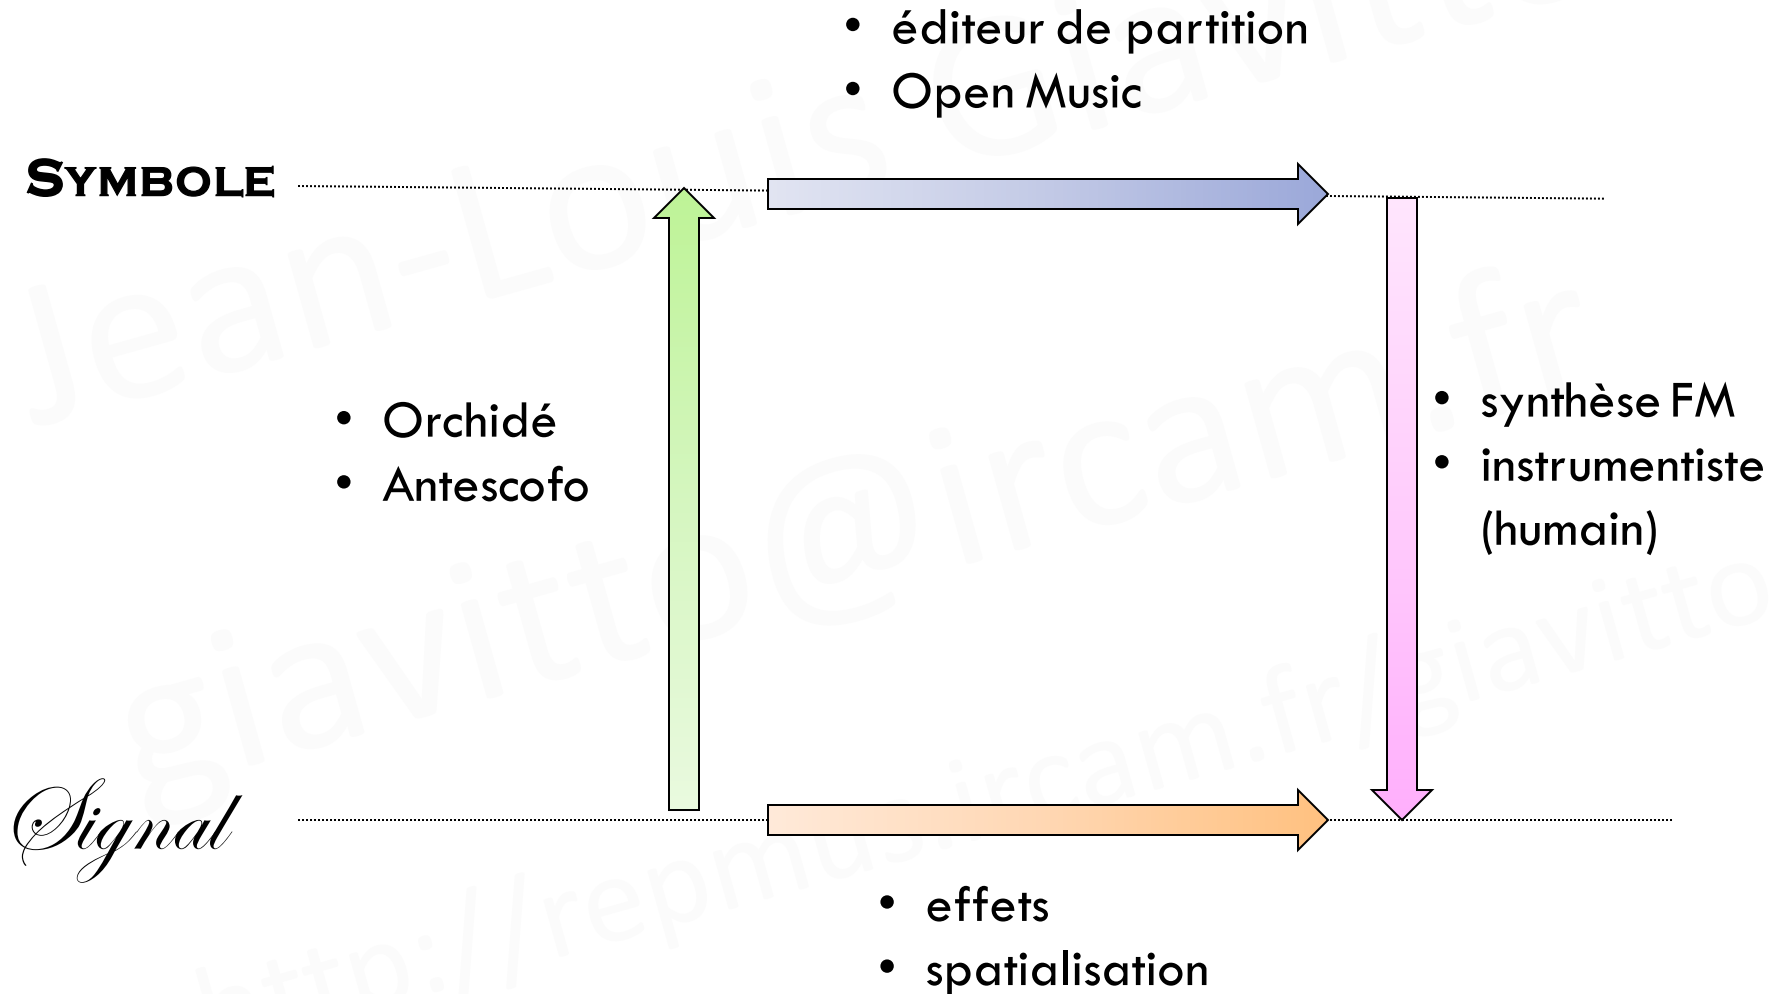 • éditeur de partition
• Open Music
SYMBOLE
• Orchidé
• Antescofo
• synthèse FM
• instrumentiste
(humain)
Signal
• effets
• spatialisation
Jean-Louis Giavitto
giavitto@ircam.fr
http://repmus.ircam.fr/giavitto